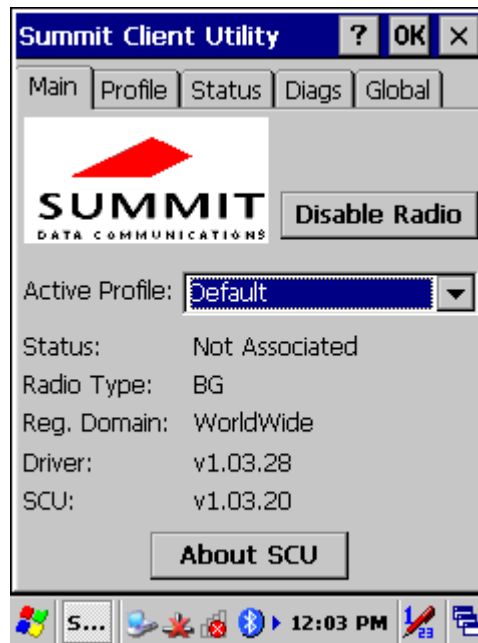 Summit Client Utility ? OK ×
Main Profile Status Diags Global
SUMMIT
DATA COMMUNICATIONS
Disable Radio
Active Profile: Default
Status: Not Associated
Radio Type: BG
Reg. Domain: WorldWide
Driver: v1.03.28
SCU: v1.03.20
About SCU
S... 12:03 PM 1/23